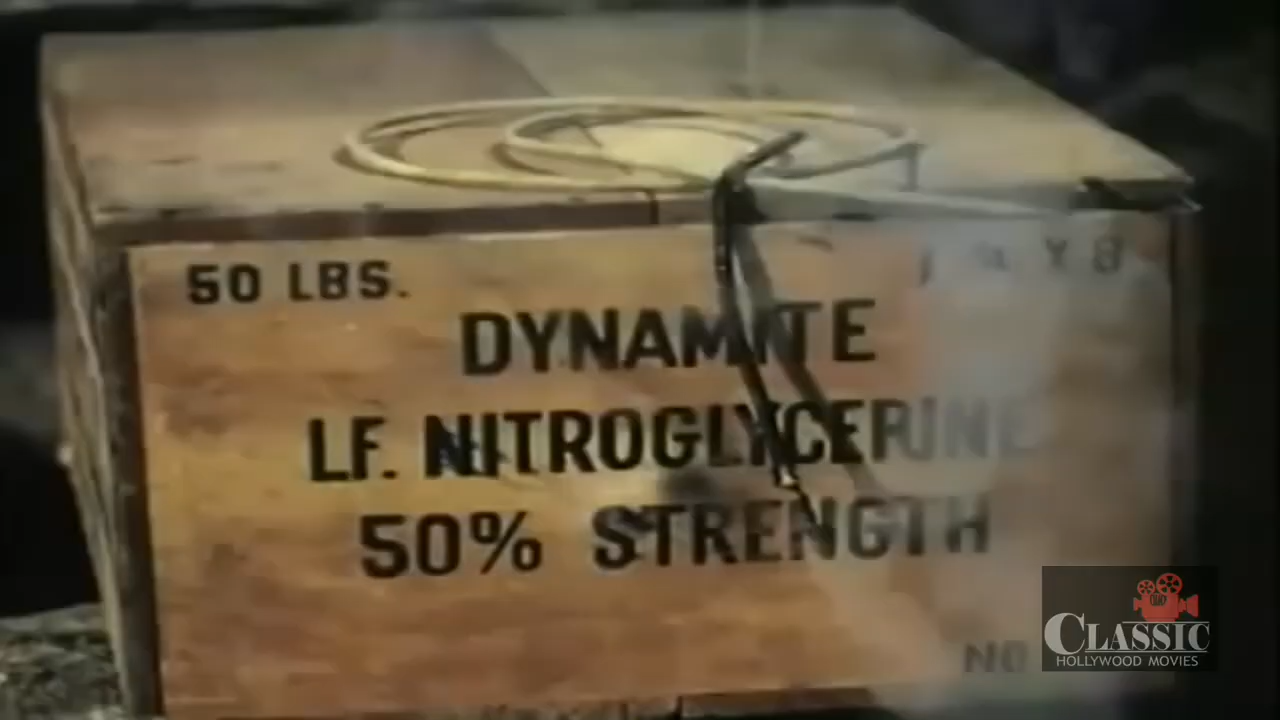 50 LBS.
DYNAMITE
LF. NITROGLYCERINE
50% STRENGTH
NO
CLASSIC
HOLLYWOOD MOVIES